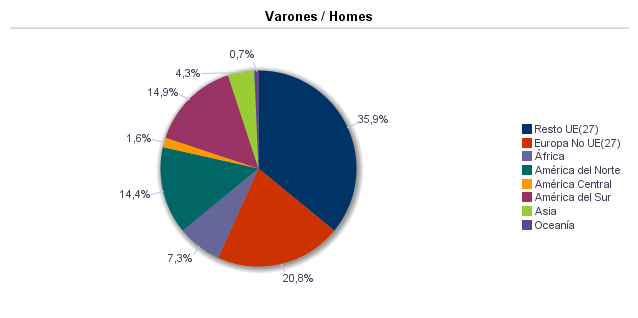 Varones / Homes
0,7%
4,3%
14,9%
35,9%
1,6%
14,4%
7,3%
20,8%
Resto UE(27)
Europa No UE(27)
África
América del Norte
América Central
América del Sur
Asia
Oceanía